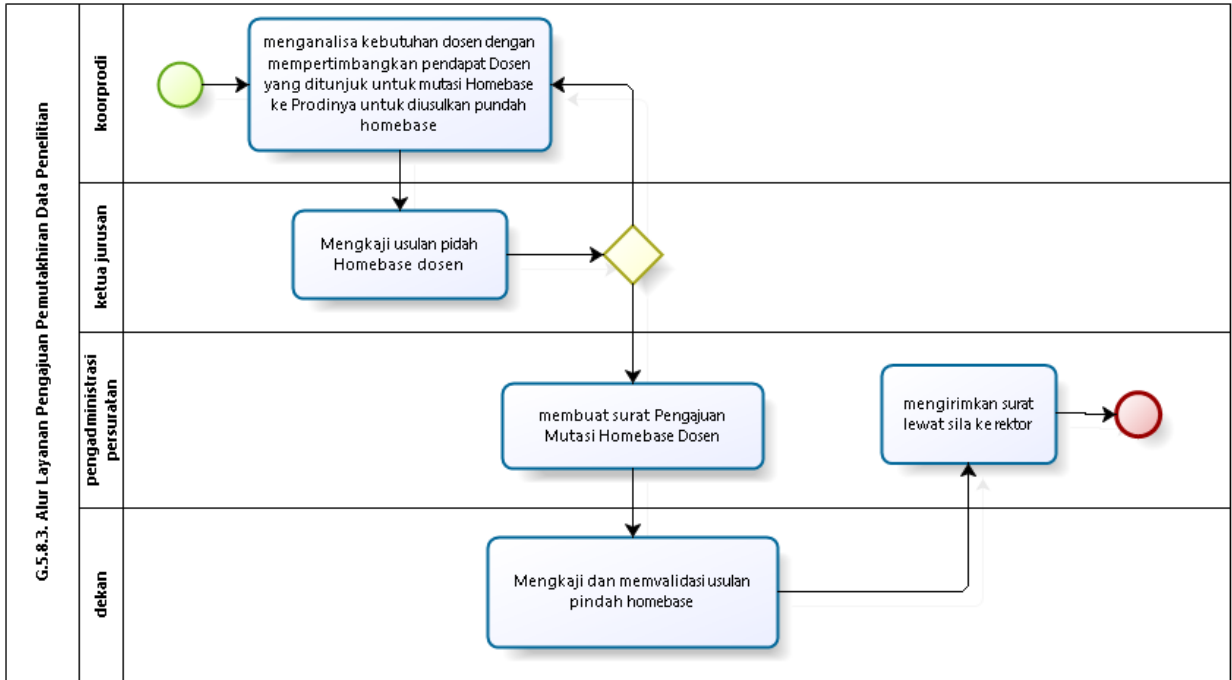 G.5.8.3. Alur Layanan Pengajuan Pemutakhiran Data Penelitian
koorprodi
menganalisa kebutuhan dosen dengan
mempertimbangkan pendapat Dosen
yang ditunjuk untuk mutasi Homebase
ke Prodinya untuk diusulkan pundah
homebase
ketua jurusan
Mengkaji usulan pidah
Homebase dosen
pengadministrasi
persuratan
membuat surat Pengajuan
Mutasi Homebase Dosen
mengirimkan surat
lewat sila ke rektor
dekan
Mengkaji dan memvalidasi usulan
pindah homebase